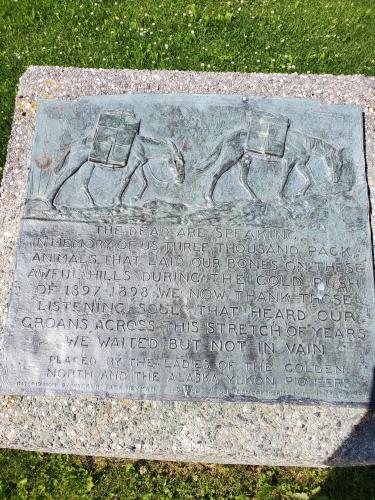 THE DEAD ARE SPEAKING
IN MEMORY OF US THREE THOUSAND PACK
ANIMALS THAT LAID OUR BONES ON THESE
AWFUL HILLS DURING THE GOLD RUSH
OF 1897-1898 WE NOW THANK THOSE
LISTENING SOULS THAT HEARD OUR
GROANS ACROSS THIS STRETCH OF YEARS
WE WAITED BUT NOT IN VAIN
PLACED BY THE LADIES OF THE GOLDEN
NORTH AND THE ALASKA YUKON PIONEERS
INSCRIPTION BY